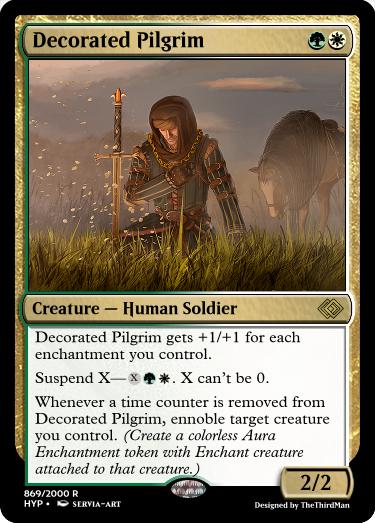 Decorated Pilgrim
Creature — Human Soldier
Decorated Pilgrim gets +1/+1 for each
enchantment you control.
Suspend X—X. X can't be 0.
Whenever a time counter is removed from
Decorated Pilgrim, ennoble target creature
you control. (Create a colorless Aura
Enchantment token with Enchant creature
attached to that creature.)
2/2
869/2000 R
HYP • SERVIA-ART
Designed by TheThirdMan